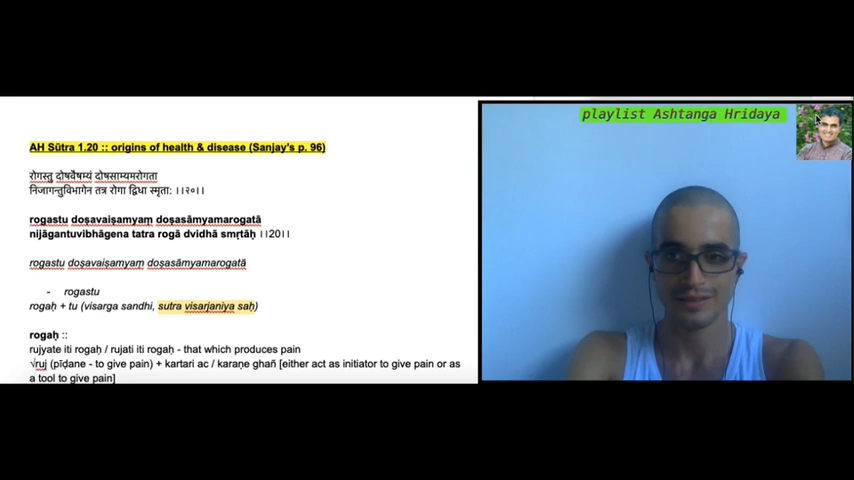 AH Sūtra 1.20 :: origins of health & disease (Sanjay's p. 96)
रोगस्तु दोषवैषम्यं दोषसाम्यमरोगता
निजागन्तुविभागेन तत्र रोगा द्विधा स्मृताः ।।२०।।
rogastu doṣavaiṣamyaṃ doṣasāmyamarogatā
nijāgantuvibhāgena tatra rogā dvidhā smṛtāḥ ।।20।।
rogastu doṣavaiṣamyaṃ doṣasāmyamarogatā
- rogastu
rogaḥ + tu (visarga sandhi, sutra visarjaniya saḥ)
rogaḥ ::
rujyate iti rogaḥ / rujati iti rogaḥ - that which produces pain
√ruj (pīḍane - to give pain) + kartari ac / karaṇe ghañ [either act as initiator to give pain or as
a tool to give pain]
playlist Ashtanga Hridaya